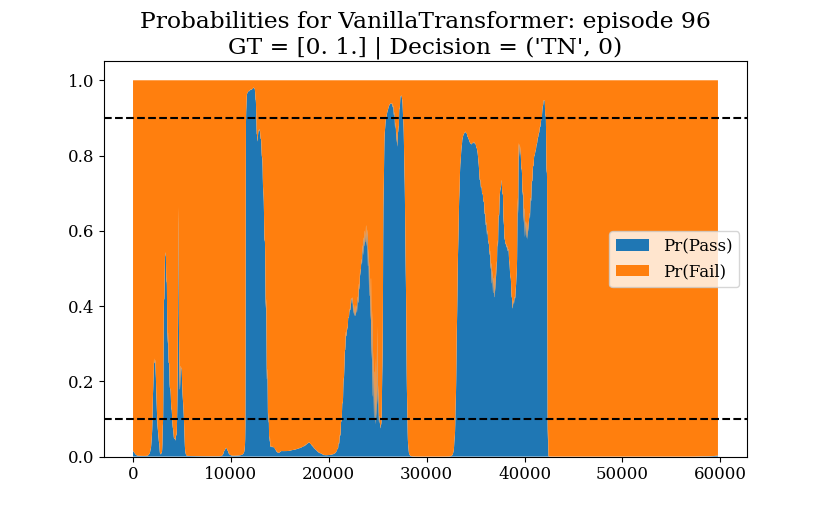 Probabilities for VanillaTransformer: episode 96
GT = [0. 1.] | Decision = ('TN', 0)
1.0
0.8
0.6
0.4
0.2
0.0
Pr(Pass)
Pr(Fail)
0 10000 20000 30000 40000 50000 60000